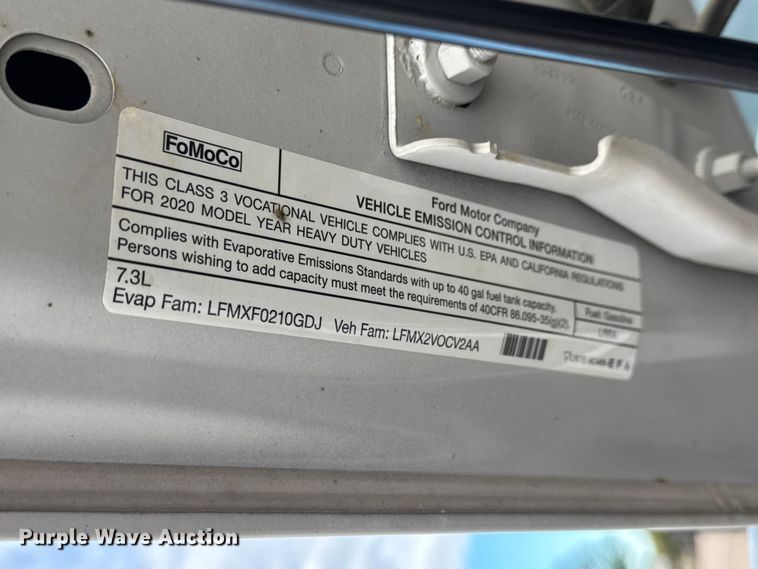 FoMoCo
Ford Motor Company
VEHICLE EMISSION CONTROL INFORMATION
THIS CLASS 3 VOCATIONAL VEHICLE COMPLIES WITH U.S. EPA AND CALIFORNIA REGULATIONS
FOR 2020 MODEL YEAR HEAVY DUTY VEHICLES
Complies with Evaporative Emissions Standards with up to 40 gal fuel tank capacity.
Persons wishing to add capacity must meet the requirements of 40CFR 86.095-35(g)(2).
Fuel: Gasoline
7.3L
Evap Fam: LFMXF0210GDJ Veh Fam: LFMX2VOCV2AA
Purple Wave Auction